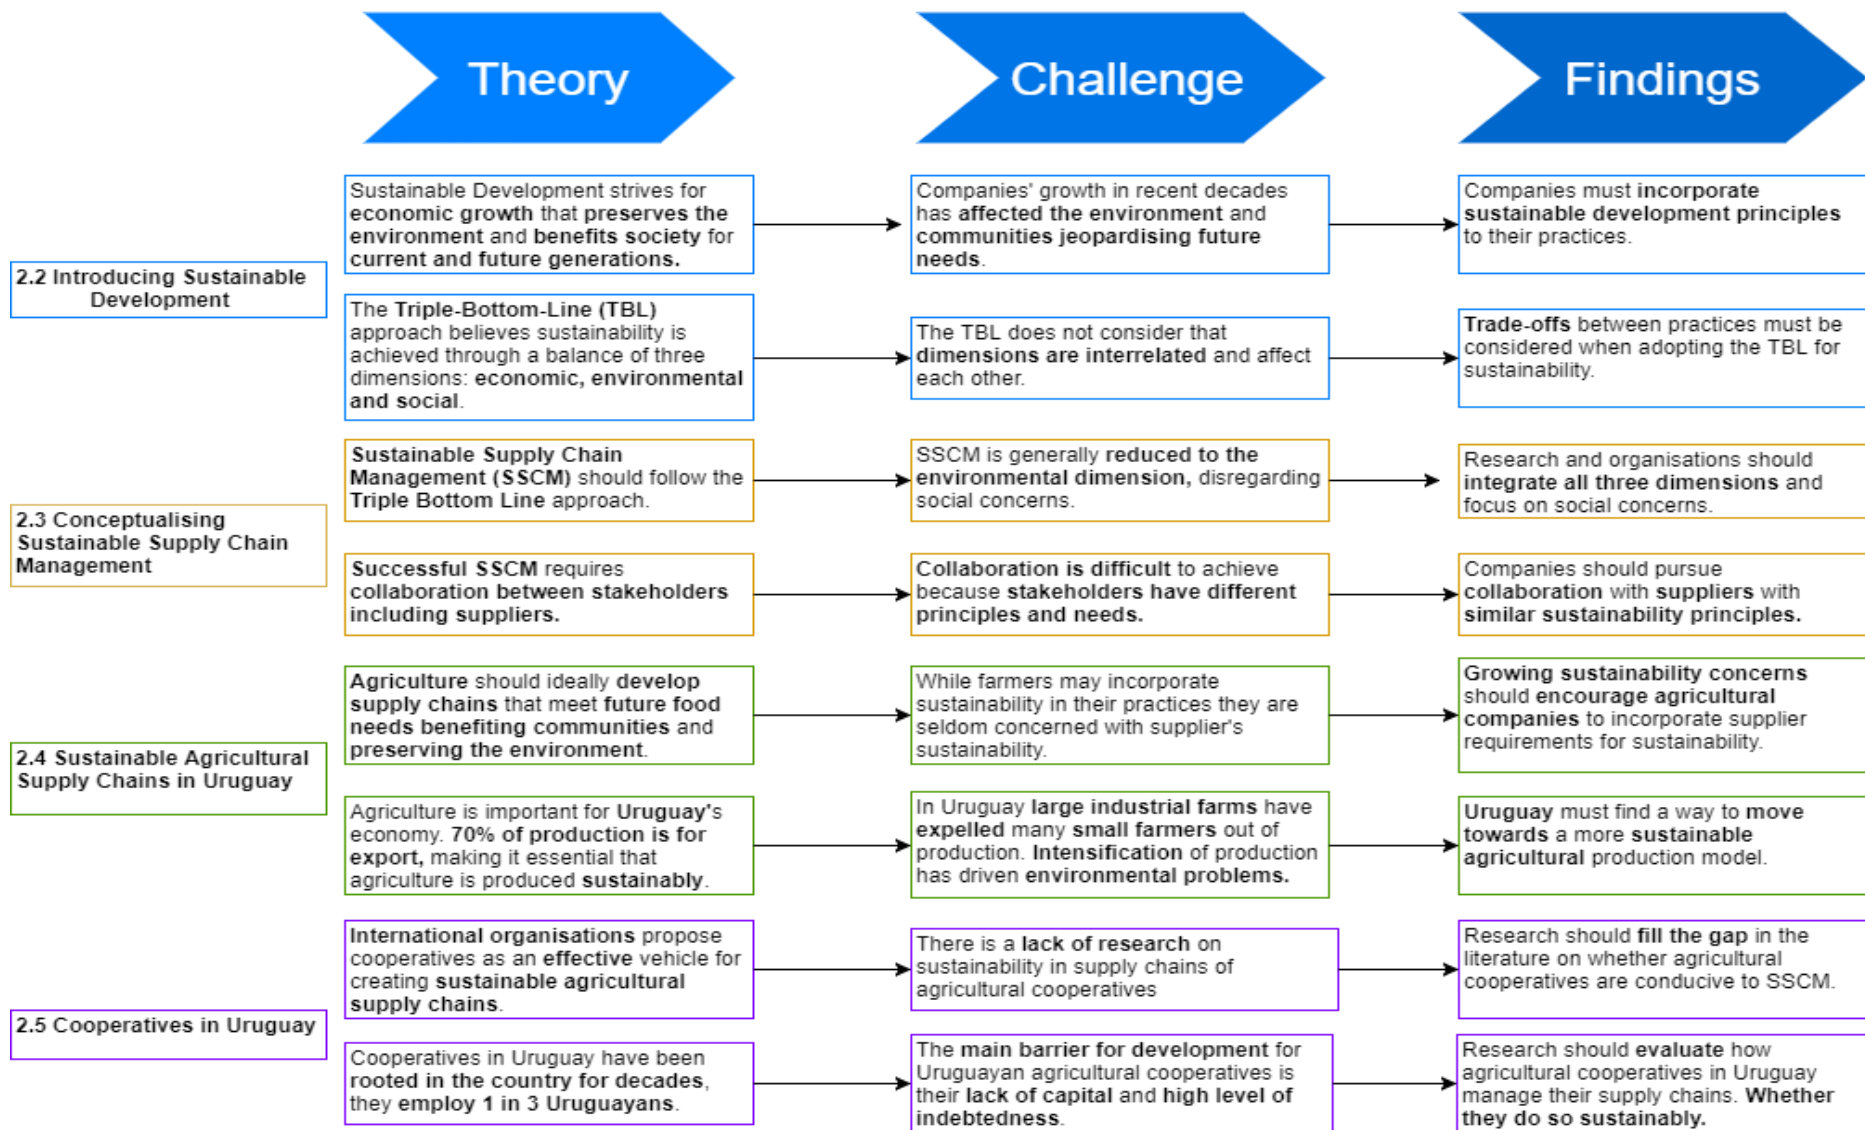 Theory
Challenge
Findings
2.2 Introducing Sustainable
Development
Sustainable Development strives for
economic growth that preserves the
environment and benefits society for
current and future generations.
Companies' growth in recent decades
has affected the environment and
communities jeopardising future
needs.
Companies must incorporate
sustainable development principles
to their practices.
The Triple-Bottom-Line (TBL)
approach believes sustainability is
achieved through a balance of three
dimensions: economic, environmental
and social.
The TBL does not consider that
dimensions are interrelated and affect
each other.
Trade-offs between practices must be
considered when adopting the TBL for
sustainability.
2.3 Conceptualising
Sustainable Supply Chain
Management
Sustainable Supply Chain
Management (SSCM) should follow the
Triple Bottom Line approach.
SSCM is generally reduced to the
environmental dimension, disregarding
social concerns.
Research and organisations should
integrate all three dimensions and
focus on social concerns.
Successful SSCM requires
collaboration between stakeholders
including suppliers.
Collaboration is difficult to achieve
because stakeholders have different
principles and needs.
Companies should pursue
collaboration with suppliers with
similar sustainability principles.
2.4 Sustainable Agricultural
Supply Chains in Uruguay
Agriculture should ideally develop
supply chains that meet future food
needs benefiting communities and
preserving the environment.
While farmers may incorporate
sustainability in their practices they are
seldom concerned with supplier's
sustainability.
Growing sustainability concerns
should encourage agricultural
companies to incorporate supplier
requirements for sustainability.
Agriculture is important for Uruguay's
economy. 70% of production is for
export, making it essential that
agriculture is produced sustainably.
In Uruguay large industrial farms have
expelled many small farmers out of
production. Intensification of production
has driven environmental problems.
Uruguay must find a way to move
towards a more sustainable
agricultural production model.
2.5 Cooperatives in Uruguay
International organisations propose
cooperatives as an effective vehicle for
creating sustainable agricultural
supply chains.
There is a lack of research on
sustainability in supply chains of
agricultural cooperatives
Research should fill the gap in the
literature on whether agricultural
cooperatives are conducive to SSCM.
Cooperatives in Uruguay have been
rooted in the country for decades,
they employ 1 in 3 Uruguayans.
The main barrier for development for
Uruguayan agricultural cooperatives is
their lack of capital and high level of
indebtedness.
Research should evaluate how
agricultural cooperatives in Uruguay
manage their supply chains. Whether
they do so sustainably.